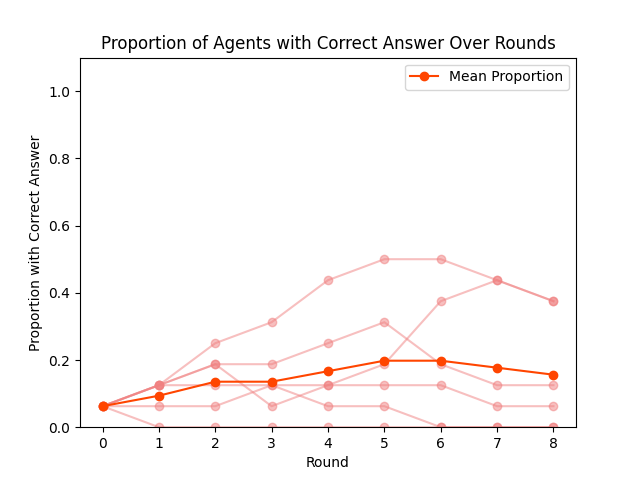 Proportion of Agents with Correct Answer Over Rounds
Mean Proportion
Proportion with Correct Answer
1.0
0.8
0.6
0.4
0.2
0.0
0 1 2 3 4 5 6 7 8
Round